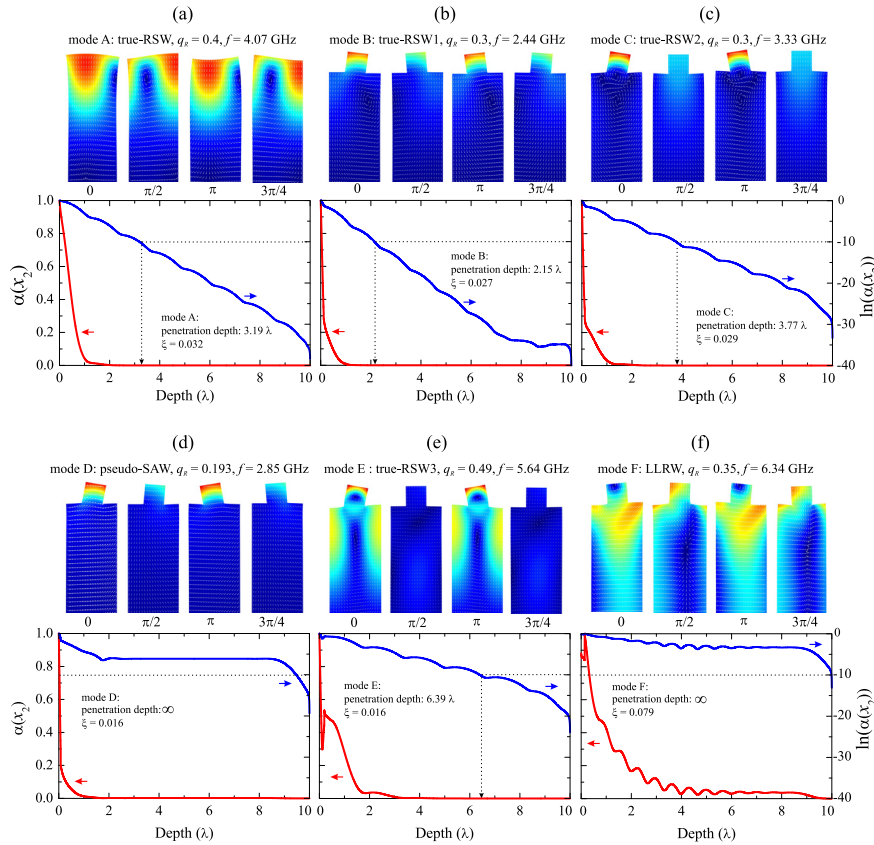 (a)
(b)
(c)
mode A: true-RSW, q_R = 0.4, f = 4.07 GHz
mode B: true-RSW1, q_R = 0.3, f = 2.44 GHz
mode C: true-RSW2, q_R = 0.3, f = 3.33 GHz
0 π/2 π 3π/4
0 π/2 π 3π/4
0 π/2 π 3π/4
α(x_2)
1.0
0.8
0.6
0.4
0.2
0.0
mode A:
penetration depth: 3.19 λ
ξ = 0.032
0 2 4 6 8 10
Depth (λ)
mode B:
penetration depth: 2.15 λ
ξ = 0.027
0 2 4 6 8 10
Depth (λ)
mode C:
penetration depth: 3.77 λ
ξ = 0.029
0 2 4 6 8 10
Depth (λ)
0
-10
-20
-30
-40
ln(α(x_2))
(d)
(e)
(f)
mode D: pseudo-SAW, q_R = 0.193, f = 2.85 GHz
mode E : true-RSW3, q_R = 0.49, f = 5.64 GHz
mode F: LLRW, q_R = 0.35, f = 6.34 GHz
0 π/2 π 3π/4
0 π/2 π 3π/4
0 π/2 π 3π/4
α(x_2)
1.0
0.8
0.6
0.4
0.2
0.0
mode D:
penetration depth:∞
ξ = 0.016
0 2 4 6 8 10
Depth (λ)
mode E:
penetration depth: 6.39 λ
ξ = 0.016
0 2 4 6 8 10
Depth (λ)
mode F:
penetration depth: ∞
ξ = 0.079
0 2 4 6 8 10
Depth (λ)
0
-10
-20
-30
-40
ln(α(x_2))